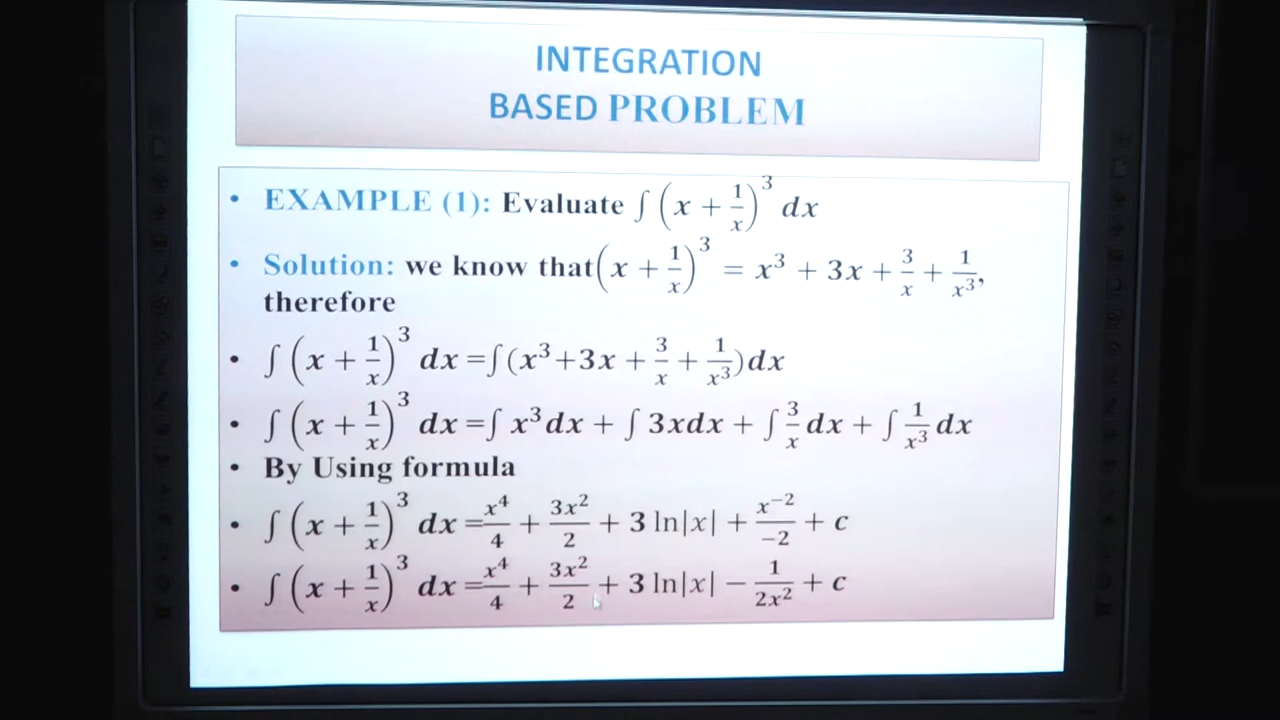 INTEGRATION
BASED PROBLEM
• EXAMPLE (1): Evaluate ∫ (x + 1/x)³ dx
• Solution: we know that (x + 1/x)³ = x³ + 3x + 3/x + 1/x³,
therefore
• ∫ (x + 1/x)³ dx =∫(x³+3x + 3/x + 1/x³)dx
• ∫ (x + 1/x)³ dx =∫ x³dx + ∫ 3xdx + ∫ 3/x dx + ∫ 1/x³ dx
• By Using formula
• ∫ (x + 1/x)³ dx =x⁴/4 + 3x²/2 + 3 ln|x| + x⁻²/−2 + c
• ∫ (x + 1/x)³ dx =x⁴/4 + 3x²/2 + 3 ln|x| − 1/2x² + c